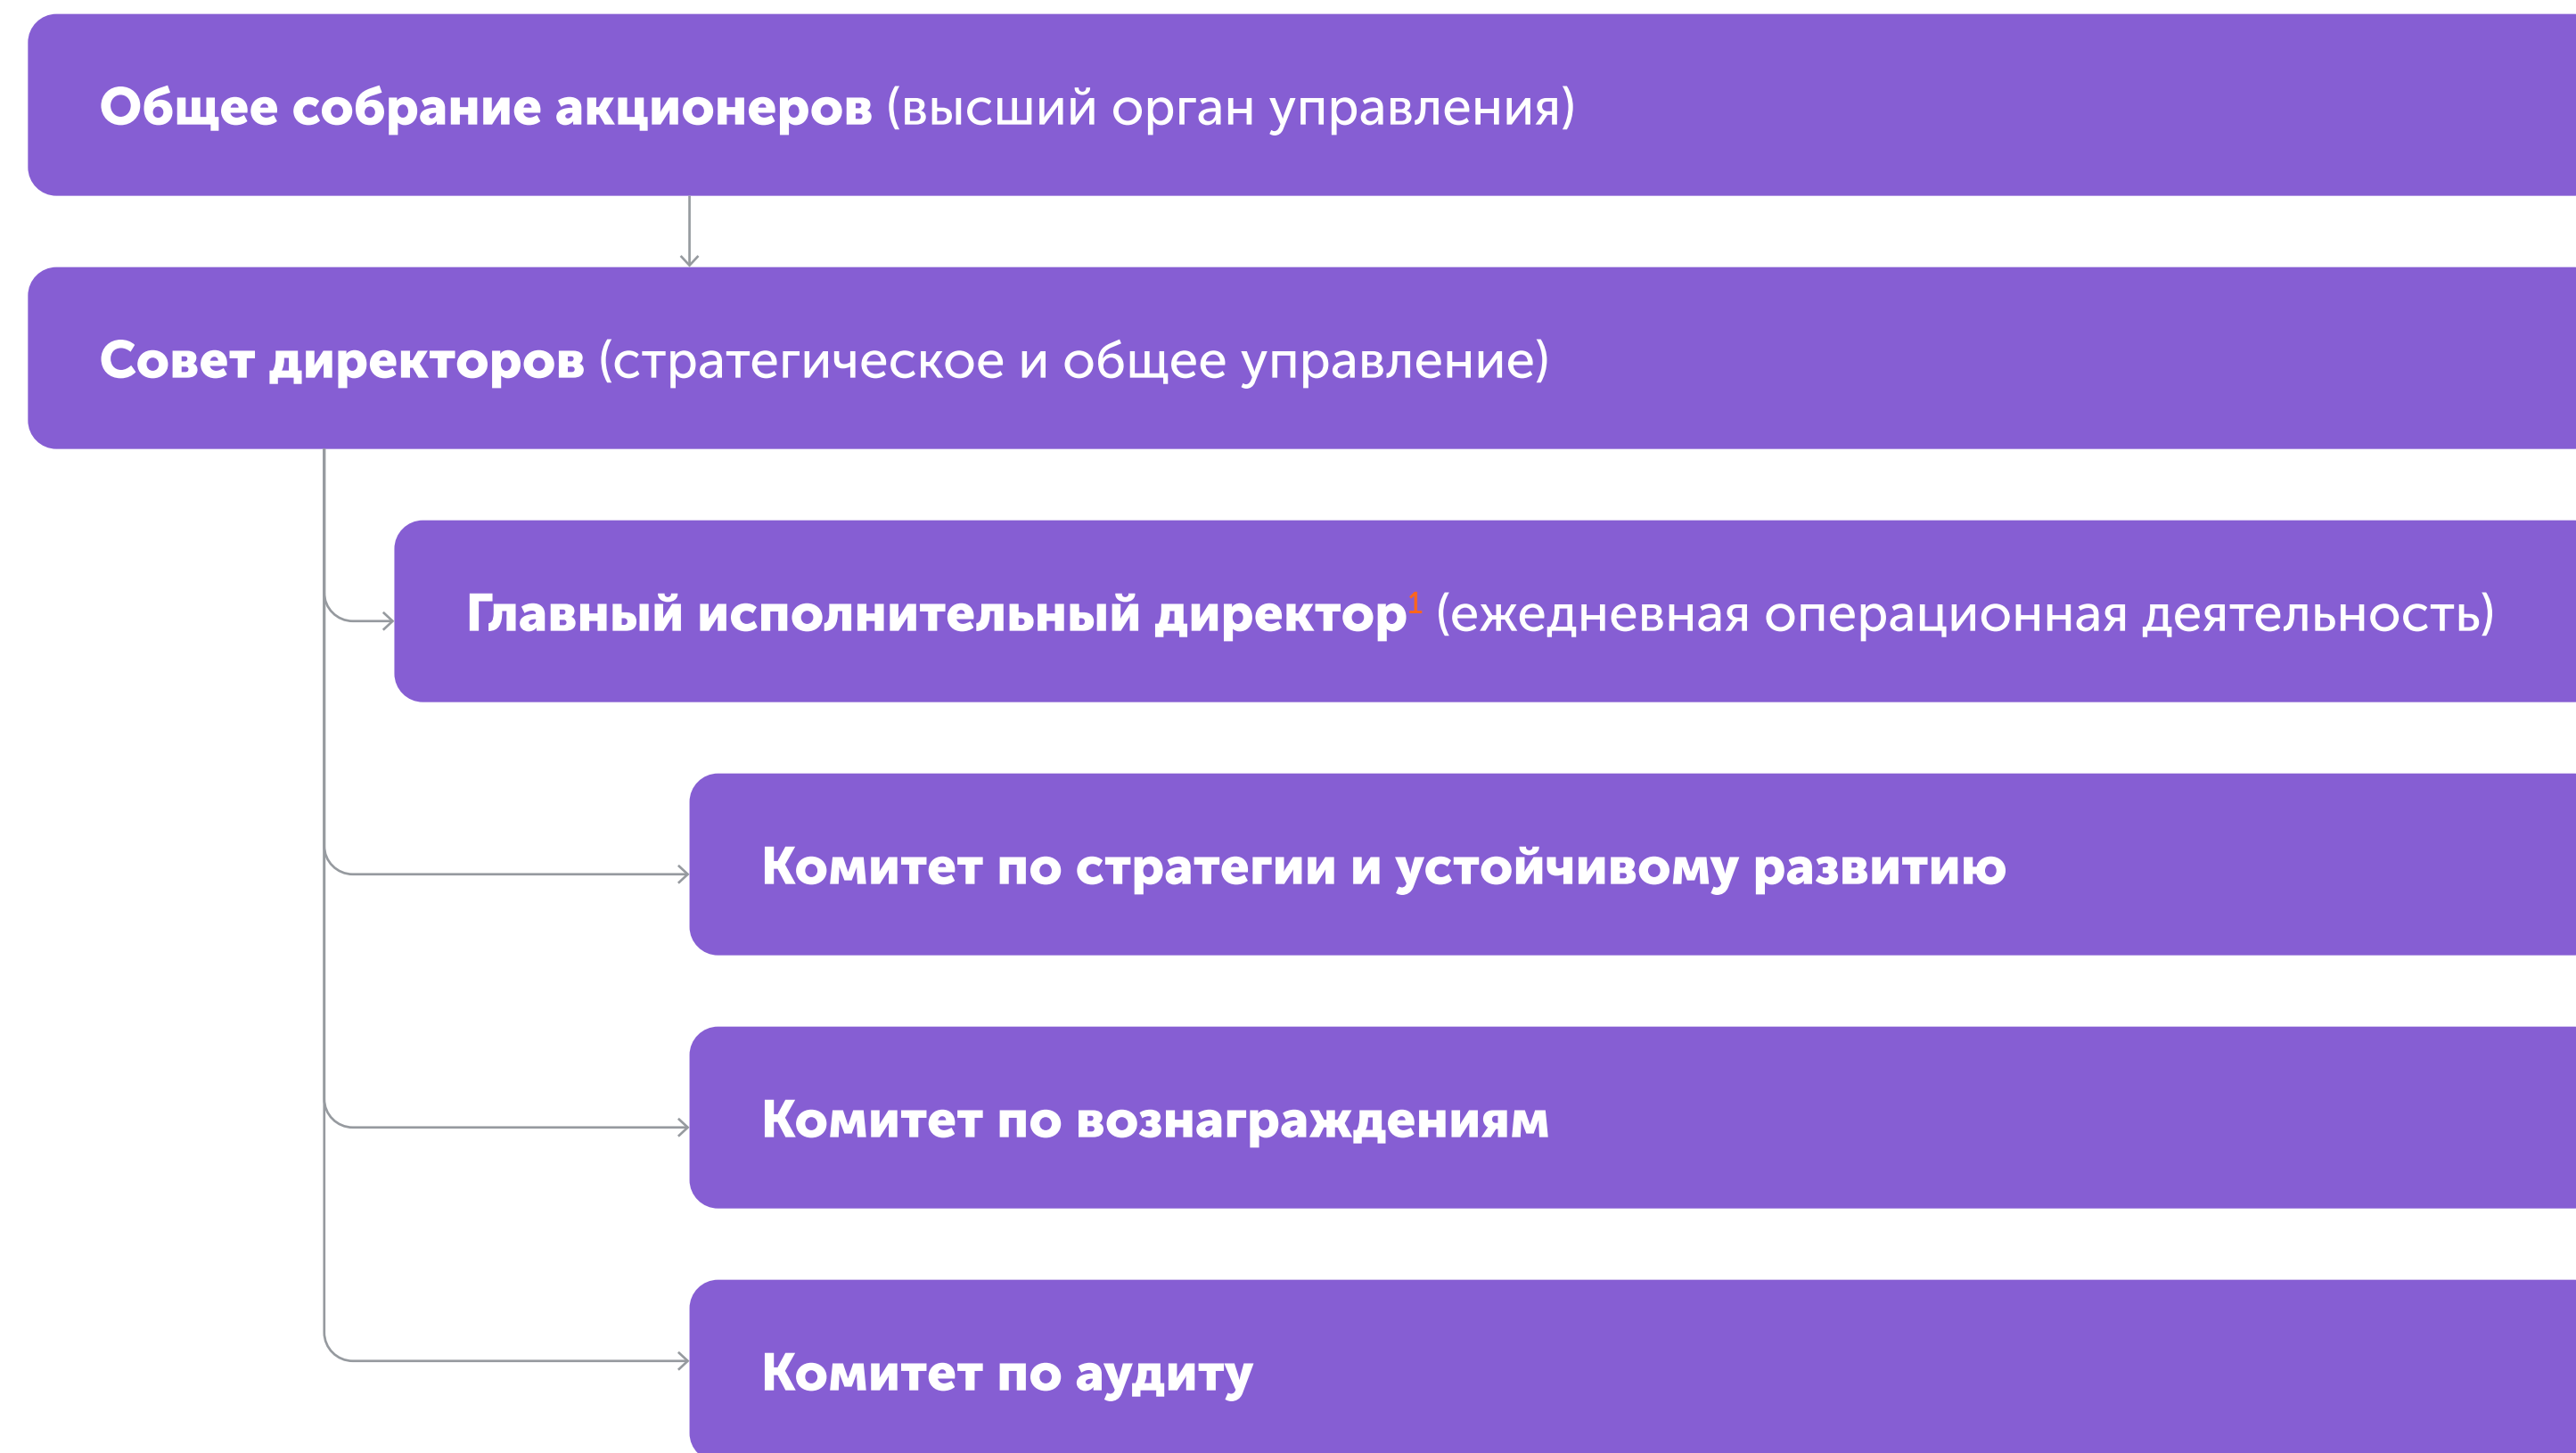 Общее собрание акционеров (высший орган управления)
Совет директоров (стратегическое и общее управление)
Главный исполнительный директор¹ (ежедневная операционная деятельность)
Комитет по стратегии и устойчивому развитию
Комитет по вознаграждениям
Комитет по аудиту